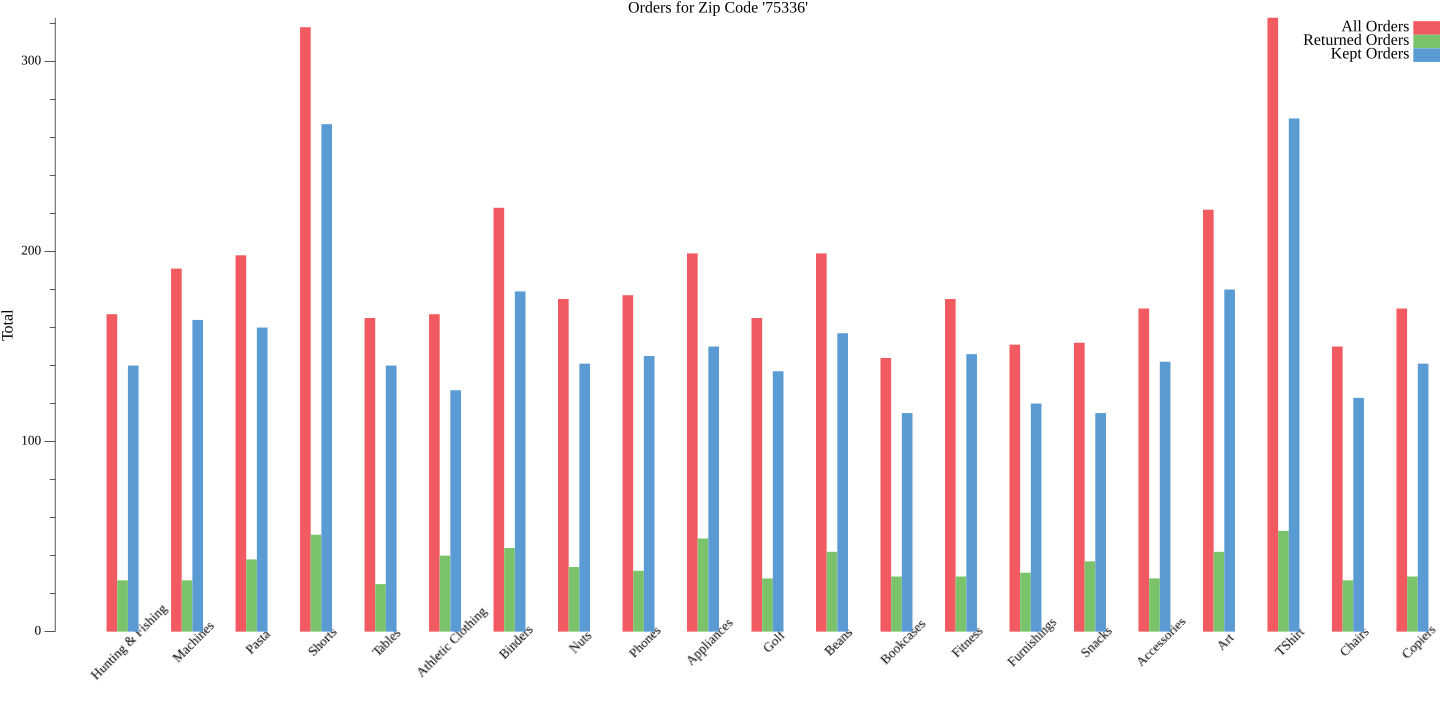 Orders for Zip Code '75336'
All Orders
Returned Orders
Kept Orders
Total
300
200
100
0
Hunting & Fishing
Machines
Pasta
Shorts
Tables
Athletic Clothing
Binders
Nuts
Phones
Appliances
Golf
Beans
Bookcases
Fitness
Furnishings
Snacks
Accessories
Art
TShirt
Chairs
Copiers